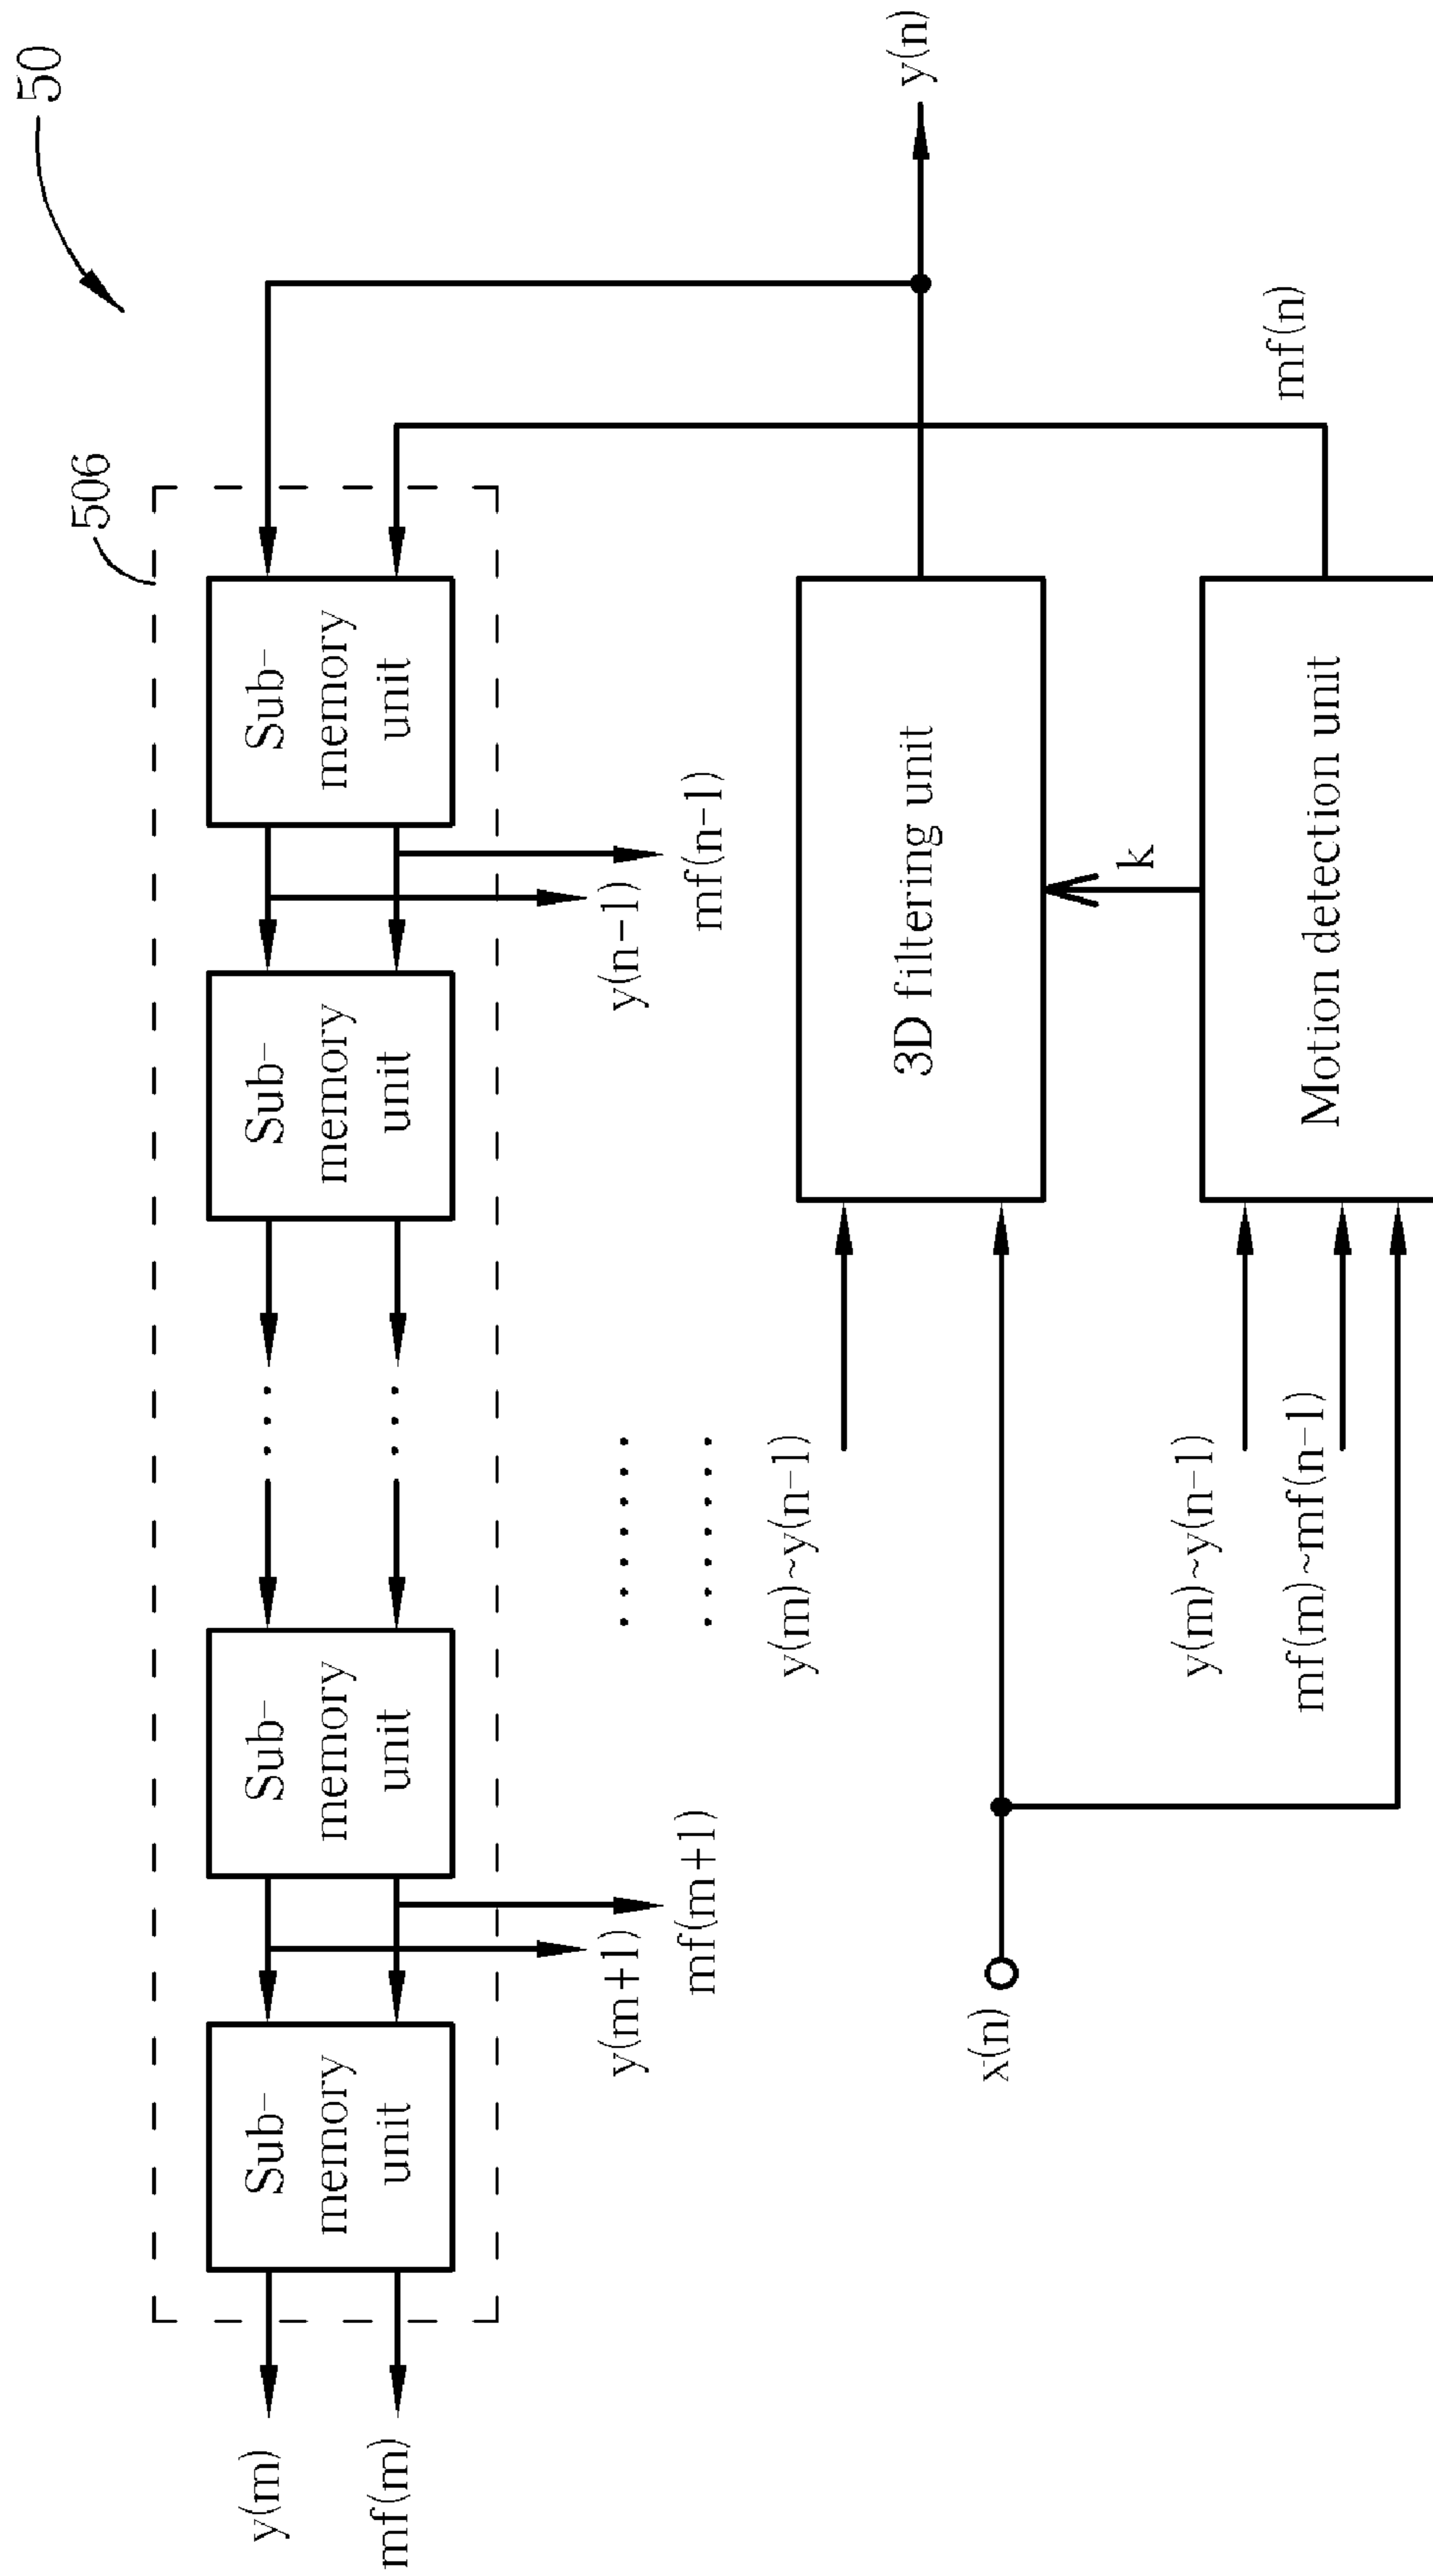 50
506
y(m)
mf(m)
Sub-
memory
unit
Sub-
memory
unit
...
...
Sub-
memory
unit
Sub-
memory
unit
y(m+1)
mf(m+1)
......
......
y(n-1)
mf(n-1)
y(m)~y(n-1)
x(n)
3D filtering unit
y(n)
k
y(m)~y(n-1)
mf(m)~mf(n-1)
Motion detection unit
mf(n)